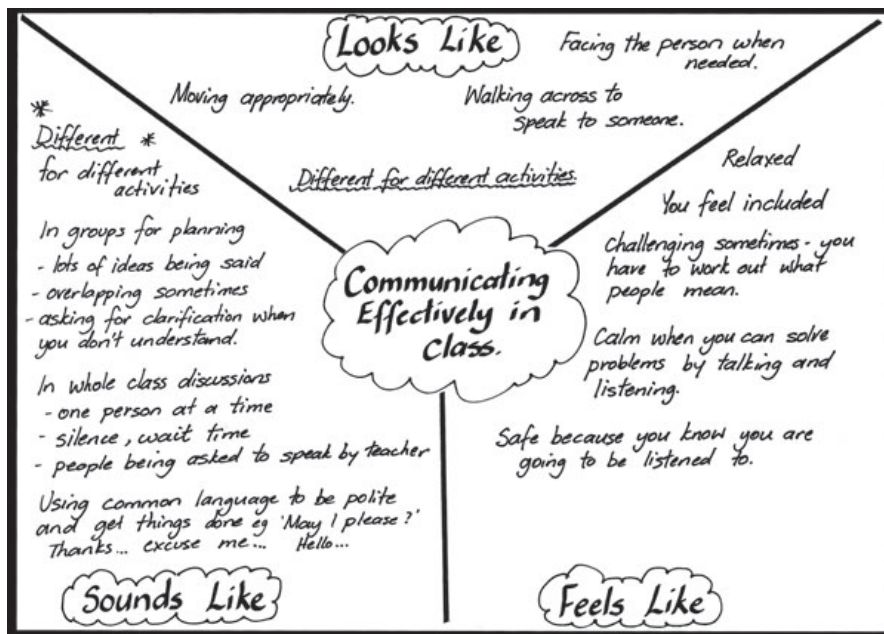 Looks Like
Facing the person when
needed.
Moving appropriately.
Walking across to
speak to someone.
Different for different activities.
Communicating
Effectively in
Class.
Different
for different
activities
In groups for planning
- lots of ideas being said
- overlapping sometimes
- asking for clarification when
you don't understand.
In whole class discussions
- one person at a time
- silence, wait time
- people being asked to speak by teacher
Using common language to be polite
and get things done eg 'May I please?'
Thanks... excuse me... Hello...
Sounds Like
Relaxed
You feel included
Challenging sometimes - you
have to work out what
people mean.
Calm when you can solve
problems by talking and
listening.
Safe because you know you are
going to be listened to.
Feels Like